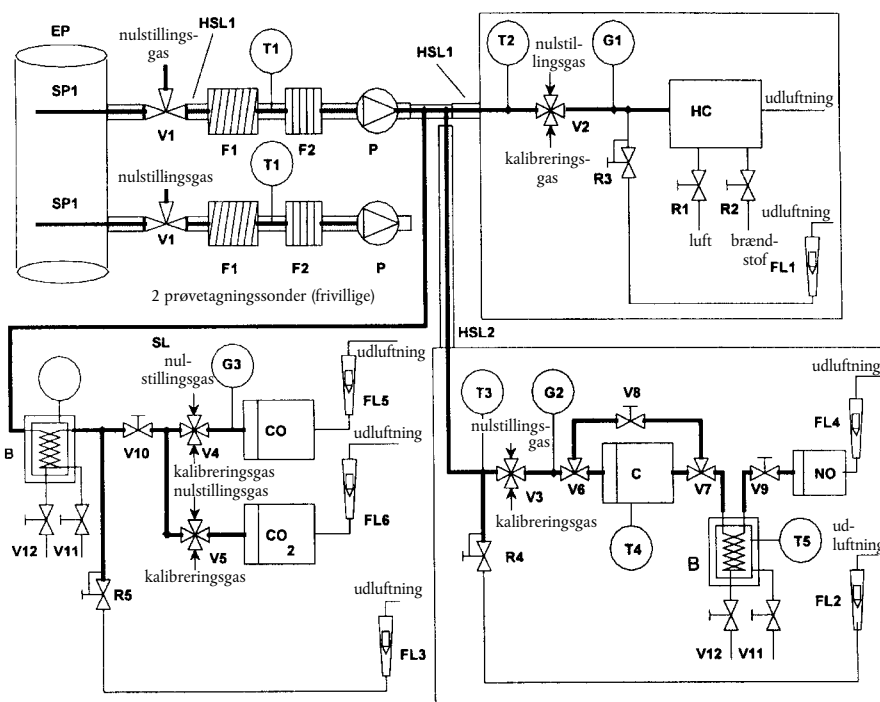 EP
nulstillings-
gas
HSL1
T1
SP1
V1
F1
F2
P
nulstillingsgas
T1
SP1
V1
F1
F2
P
2 prøvetagningssonder (frivillige)
HSL1
T2
nulstil-
lingsgas
G1
V2
HC
udluftning
kalibrerings-
gas
R3
R1
R2
luft
brænd-
stof
udluftning
FL1
HSL2
SL
nul-
stillingsgas
G3
udluftning
FL5
CO
B
V10
V4
kalibreringsgas
nulstillingsgas
udluftning
FL6
CO
2
V5
kalibreringsgas
V12
V11
R5
udluftning
FL3
T3
G2
V8
udluftning
FL4
nulstillings-
gas
V3
V6
C
V7
V9
NO
kalibreringsgas
T4
R4
B
T5
ud-
luftning
FL2
V12
V11